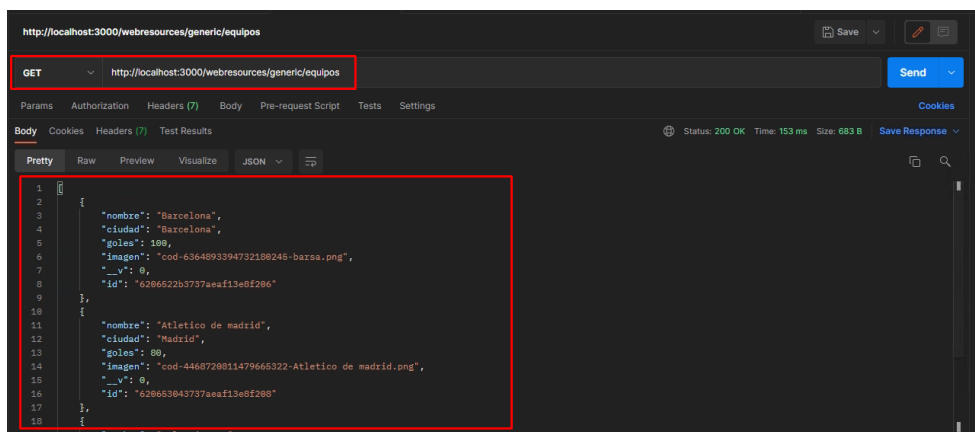 http://localhost:3000/webresources/generic/equipos
Save
GET http://localhost:3000/webresources/generic/equipos
Send
Params Authorization Headers (7) Body Pre-request Script Tests Settings Cookies
Body Cookies Headers (7) Test Results Status: 200 OK Time: 153 ms Size: 683 B Save Response
Pretty Raw Preview Visualize JSON
1 [
2 {
3 "nombre": "Barcelona",
4 "ciudad": "Barcelona",
5 "goles": 100,
6 "imagen": "cod-6364893394732180245-barsa.png",
7 "__v": 0,
8 "id": "6206522b3737aeaf13e8f206"
9 },
10 {
11 "nombre": "Atletico de madrid",
12 "ciudad": "Madrid",
13 "goles": 80,
14 "imagen": "cod-4468720811479665322-Atletico de madrid.png",
15 "__v": 0,
16 "id": "620653043737aeaf13e8f208"
17 },
18 {